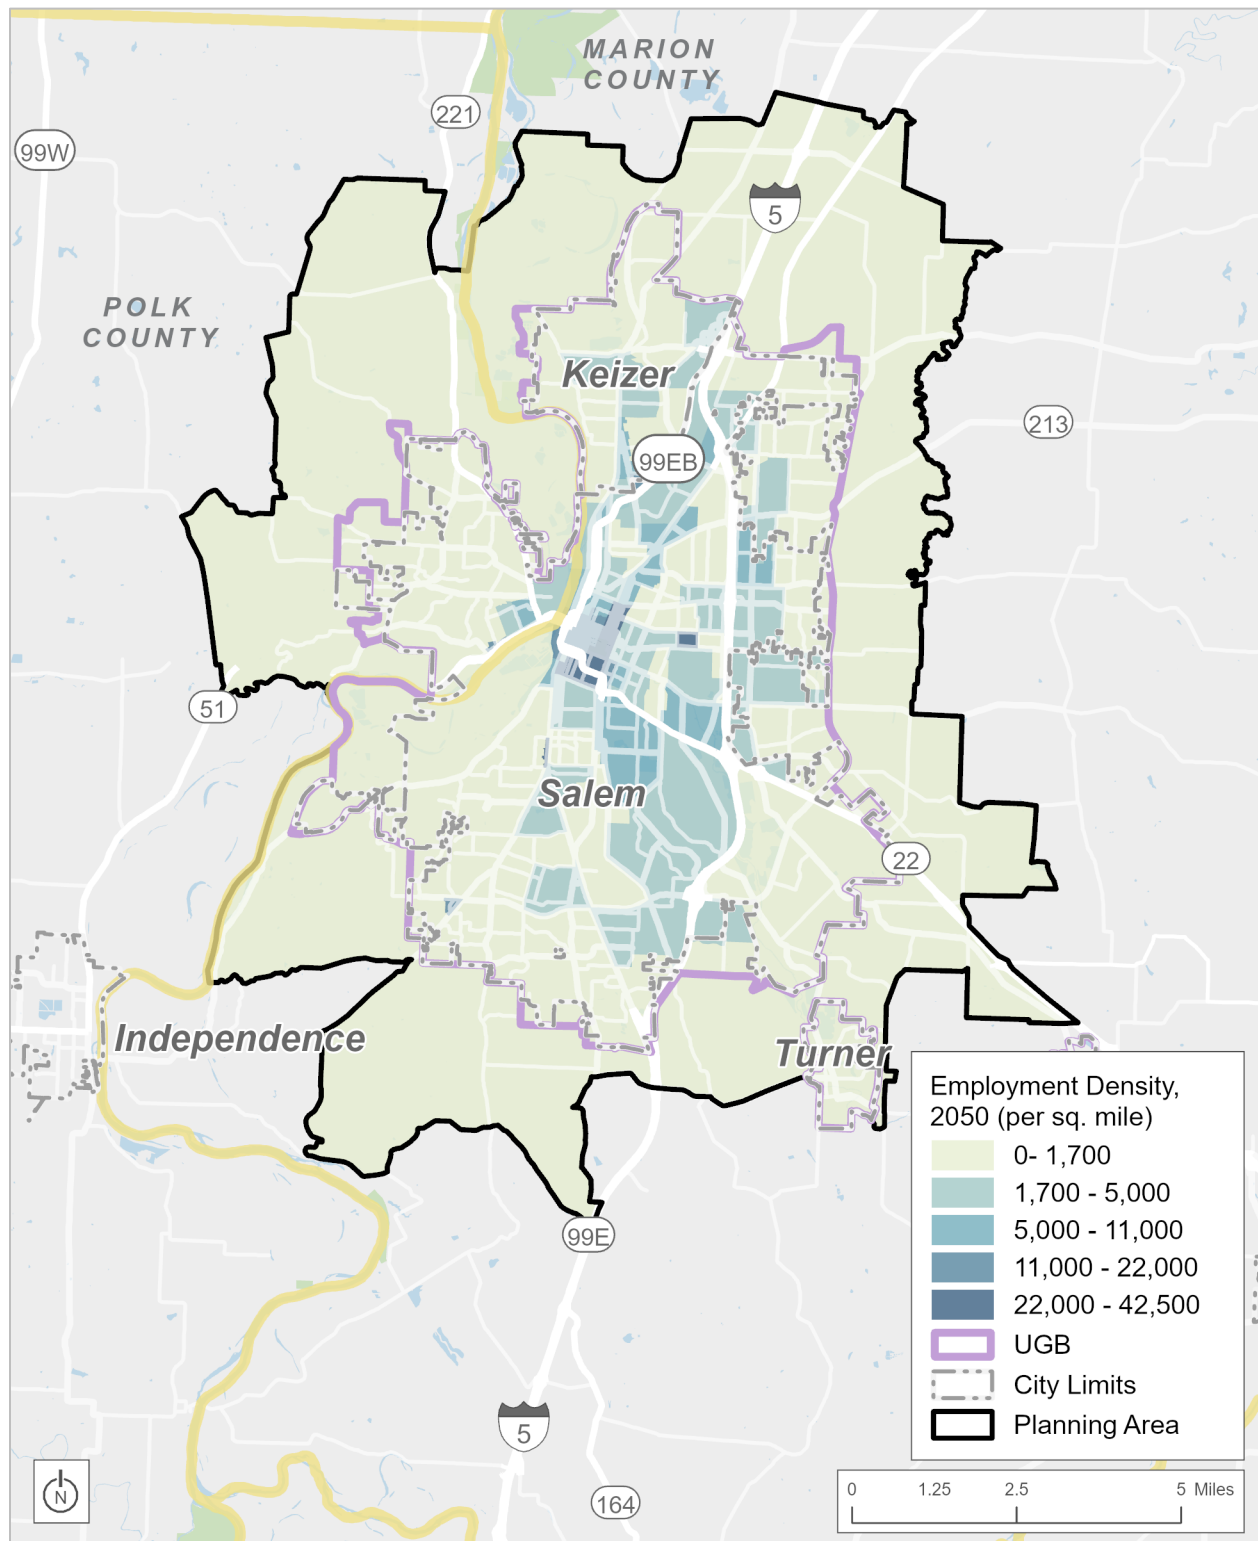 MARION
COUNTY
221
99W
5
POLK
COUNTY
Keizer
213
99EB
51
Salem
22
Independence
Turner
99E
5
164
Employment Density,
2050 (per sq. mile)
0- 1,700
1,700 - 5,000
5,000 - 11,000
11,000 - 22,000
22,000 - 42,500
UGB
City Limits
Planning Area
N
0 1.25 2.5 5 Miles